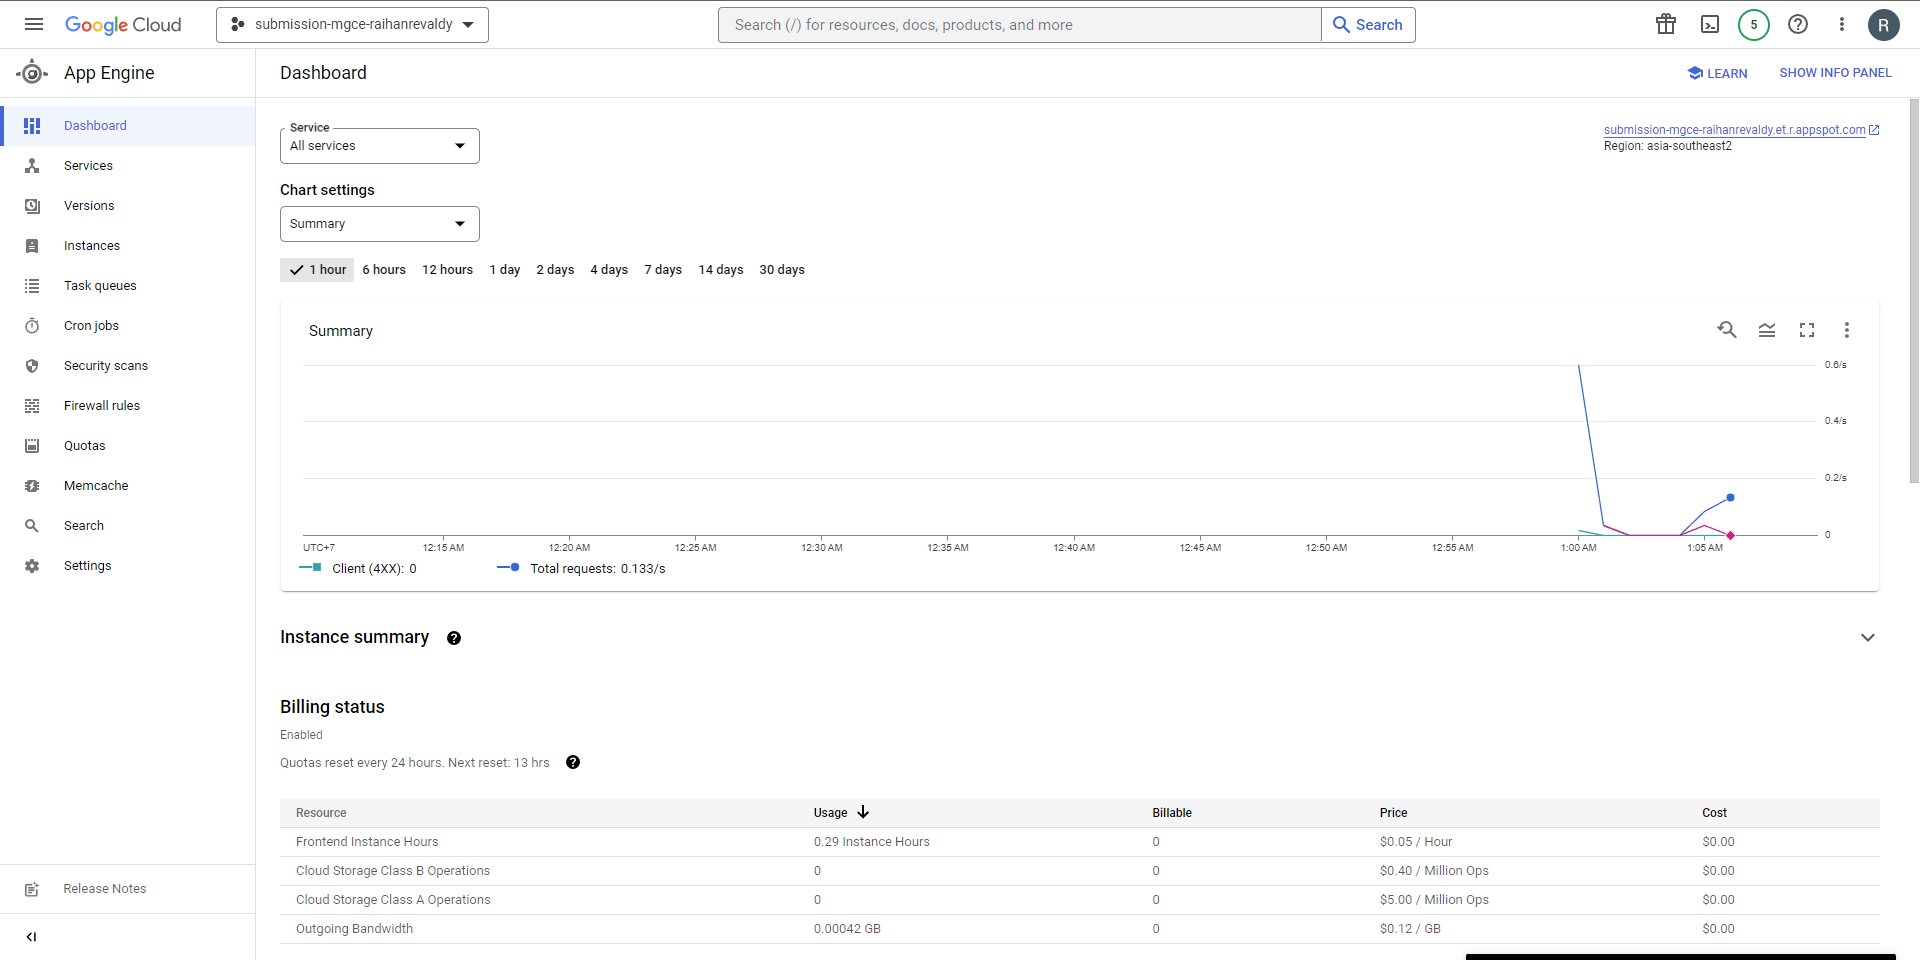 Google Cloud
submission-mgce-raihanrevaldy
Search (/) for resources, docs, products, and more
Search
5
R
App Engine
Dashboard
LEARN
SHOW INFO PANEL
Dashboard
Services
Versions
Instances
Task queues
Cron jobs
Security scans
Firewall rules
Quotas
Memcache
Search
Settings
Release Notes
Service
All services
submission-mgce-raihanrevaldy.et.r.appspot.com
Region: asia-southeast2
Chart settings
Summary
1 hour 6 hours 12 hours 1 day 2 days 4 days 7 days 14 days 30 days
Summary
0.6/s
0.4/s
0.2/s
0
UTC+7 12:15 AM 12:20 AM 12:25 AM 12:30 AM 12:35 AM 12:40 AM 12:45 AM 12:50 AM 12:55 AM 1:00 AM 1:05 AM
Client (4XX): 0 Total requests: 0.133/s
Instance summary
Billing status
Enabled
Quotas reset every 24 hours. Next reset: 13 hrs
Resource Usage Billable Price Cost
Frontend Instance Hours 0.29 Instance Hours 0 $0.05 / Hour $0.00
Cloud Storage Class B Operations 0 0 $0.40 / Million Ops $0.00
Cloud Storage Class A Operations 0 0 $5.00 / Million Ops $0.00
Outgoing Bandwidth 0.00042 GB 0 $0.12 / GB $0.00